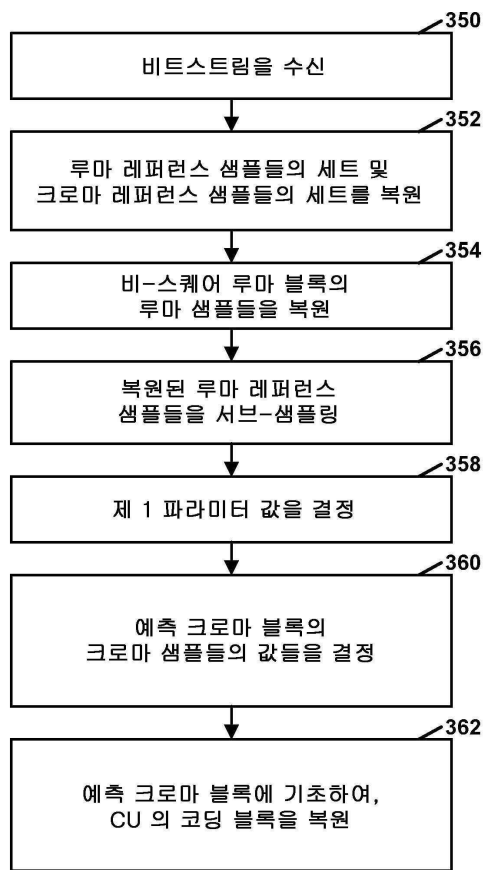 350
비트스트림을 수신
352
루마 레퍼런스 샘플들의 세트 및
크로마 레퍼런스 샘플들의 세트를 복원
354
비-스퀘어 루마 블록의
루마 샘플들을 복원
356
복원된 루마 레퍼런스
샘플들을 서브-샘플링
358
제 1 파라미터 값을 결정
360
예측 크로마 블록의
크로마 샘플들의 값들을 결정
362
예측 크로마 블록에 기초하여,
CU 의 코딩 블록을 복원